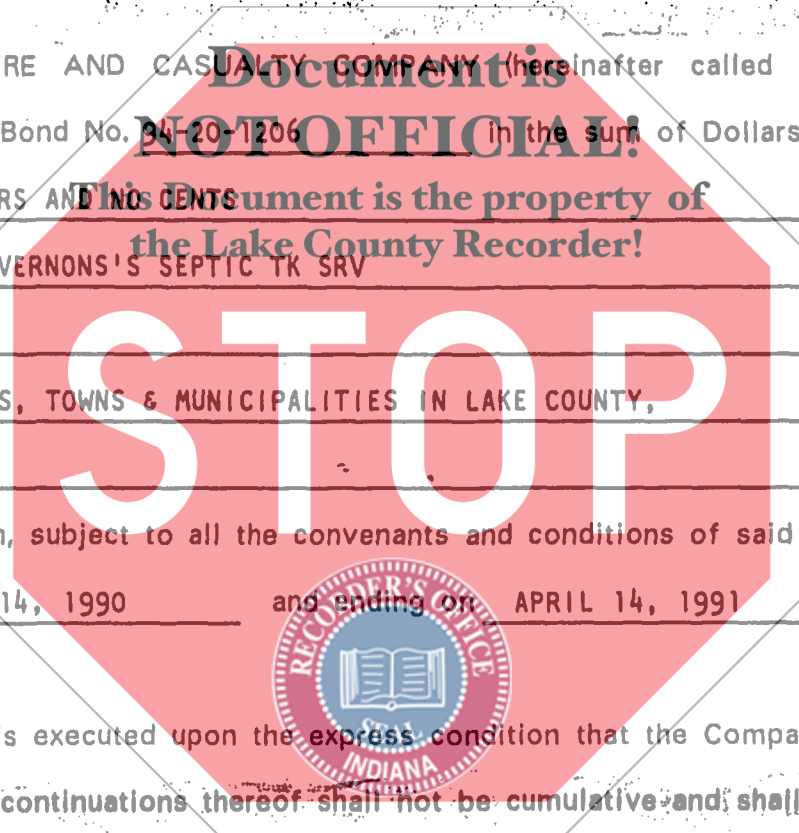 RE AND CASUALTY COMPANY (hereinafter called
Document is
Bond No. 94-20-1206 in the sum of Dollars
NOT OFFICIAL!
RS AND NO CENTS
This Document is the property of
the Lake County Recorder!
VERNONS'S SEPTIC TK SRV
STOP
S, TOWNS & MUNICIPALITIES IN LAKE COUNTY,
subject to all the convenants and conditions of said
14, 1990 and ending on APRIL 14, 1991
RECORDER'S OFFICE
SEAL
INDIANA
is executed upon the express condition that the Compa
continuations thereof shall not be cumulative and shall